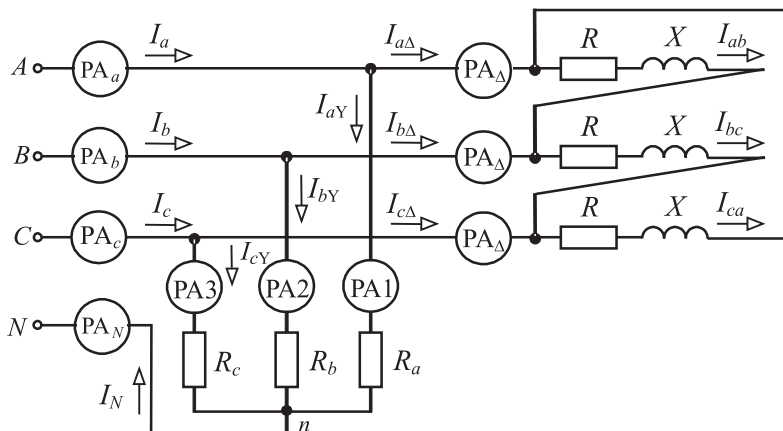 I_a I_aΔ R X I_ab
A PA_a PA_Δ
I_aY
I_b I_bΔ R X I_bc
B PA_b PA_Δ
I_bY
I_c I_cΔ R X I_ca
C PA_c PA_Δ
I_cY
PA3 PA2 PA1
N PA_N
R_c R_b R_a
I_N
n